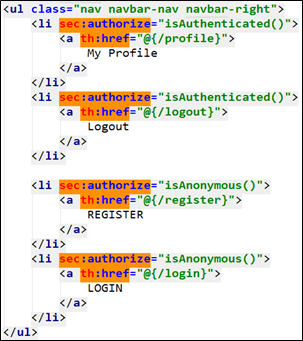 <ul class="nav navbar-nav navbar-right">
<li sec:authorize="isAuthenticated()">
<a th:href="@{/profile}">
My Profile
</a>
</li>
<li sec:authorize="isAuthenticated()">
<a th:href="@{/logout}">
Logout
</a>
</li>
<li sec:authorize="isAnonymous()">
<a th:href="@{/register}">
REGISTER
</a>
</li>
<li sec:authorize="isAnonymous()">
<a th:href="@{/login}">
LOGIN
</a>
</li>
</ul>